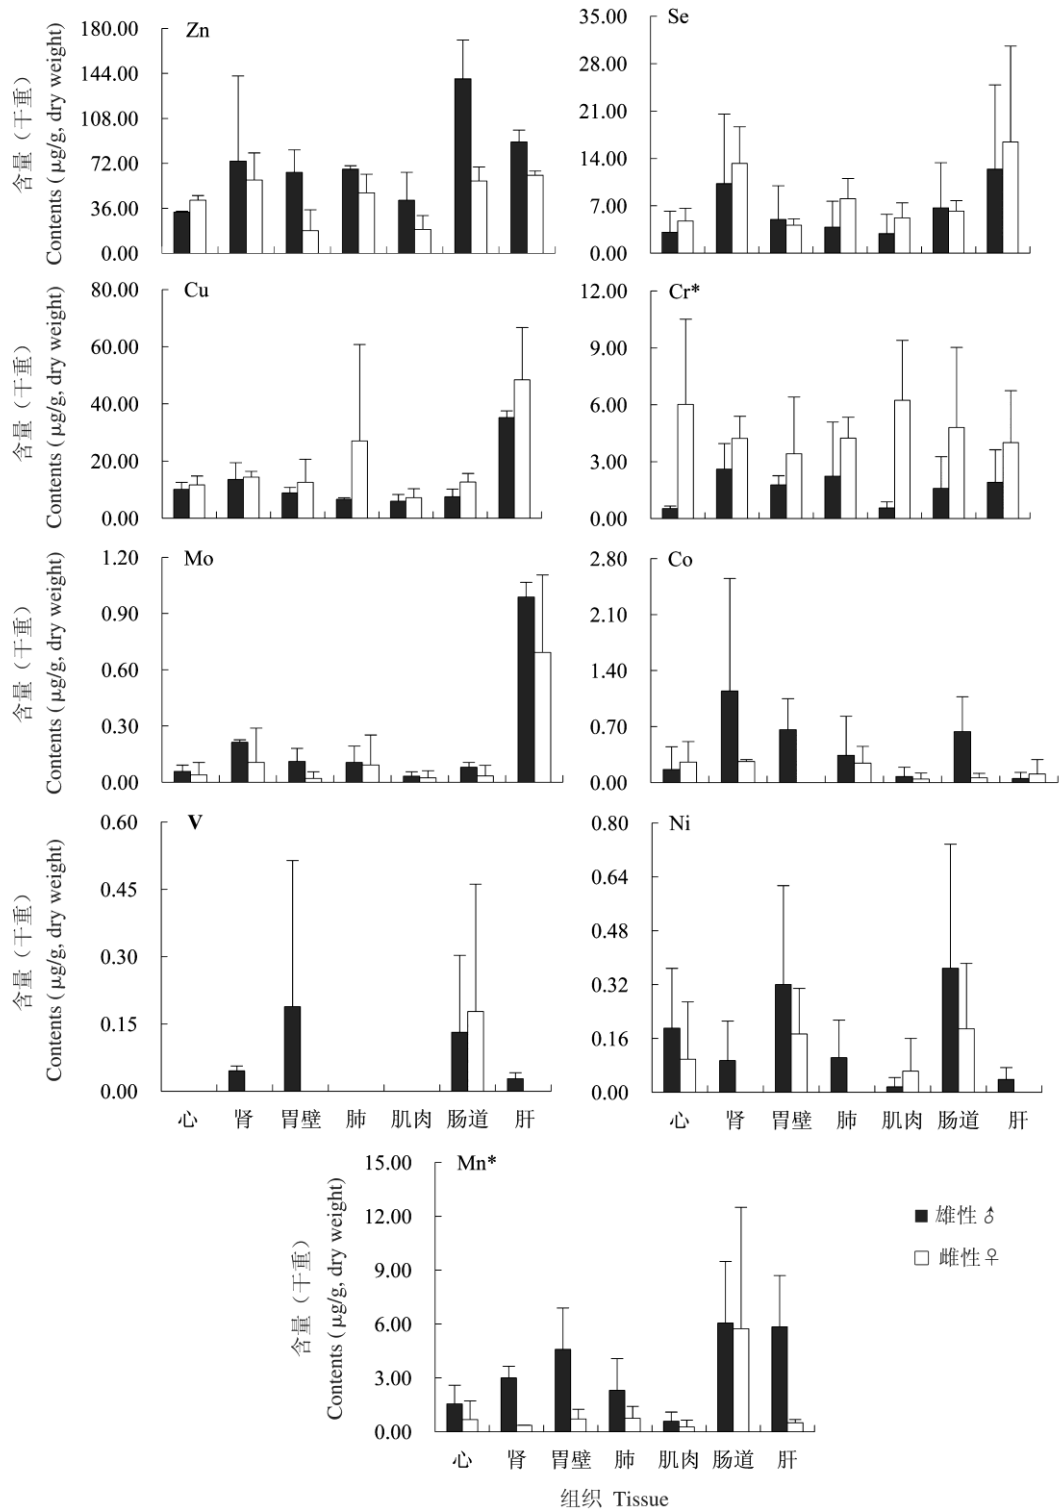 Zn
180.00
144.00
108.00
72.00
36.00
0.00
含量（干重）
Contents ( μg/g, dry weight)
Se
35.00
28.00
21.00
14.00
7.00
0.00
Cu
80.00
60.00
40.00
20.00
0.00
含量（干重）
Contents ( μg/g, dry weight)
Cr*
12.00
9.00
6.00
3.00
0.00
Mo
1.20
0.90
0.60
0.30
0.00
含量（干重）
Contents ( μg/g, dry weight)
Co
2.80
2.10
1.40
0.70
0.00
V
0.60
0.45
0.30
0.15
0.00
含量（干重）
Contents ( μg/g, dry weight)
心 肾 胃壁 肺 肌肉 肠道 肝
Ni
0.80
0.64
0.48
0.32
0.16
0.00
心 肾 胃壁 肺 肌肉 肠道 肝
Mn*
15.00
12.00
9.00
6.00
3.00
0.00
含量（干重）
Contents ( μg/g, dry weight)
心 肾 胃壁 肺 肌肉 肠道 肝
组织 Tissue
雄性♂
雌性♀